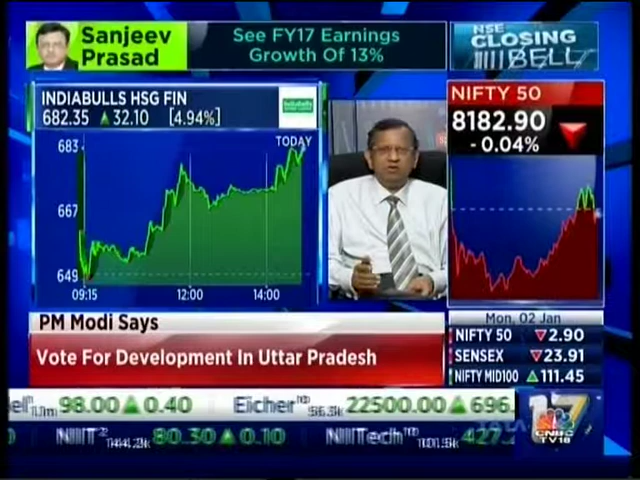 Sanjeev
Prasad
See FY17 Earnings
Growth Of 13%
NSE
CLOSING
BELL
INDIABULLS HSG FIN
682.35 ▲ 32.10 [4.94%]
Indiabulls
TODAY
683
667
649
09:15 12:00 14:00
NIFTY 50
8182.90
- 0.04%
PM Modi Says
Vote For Development In Uttar Pradesh
Mon, 02 Jan
NIFTY 50 ▽ 2.90
SENSEX ▽ 23.91
NIFTY MID100 △ 111.45
98.00 ▲ 0.40 Eicher 22500.00 ▲ 696.
NIIT 80.30 ▲ 0.10 NIITech 427.
CNBC
TV18